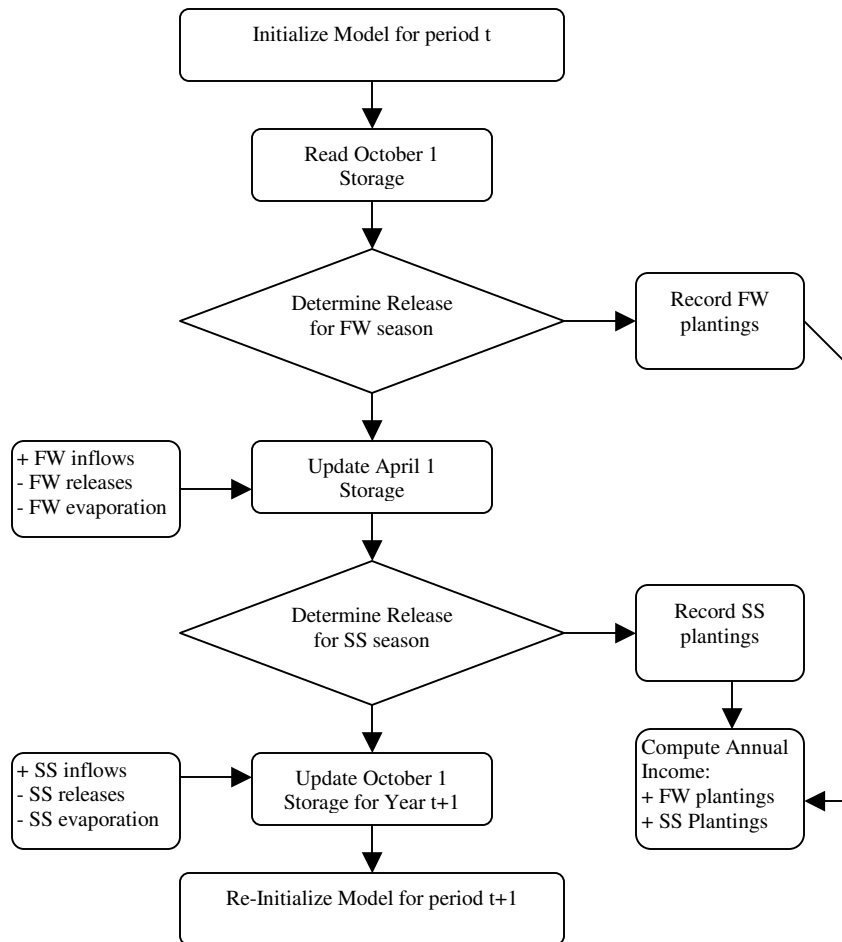 Initialize Model for period t
Read October 1
Storage
Determine Release
for FW season
Record FW
plantings
+ FW inflows
- FW releases
- FW evaporation
Update April 1
Storage
Determine Release
for SS season
Record SS
plantings
+ SS inflows
- SS releases
- SS evaporation
Update October 1
Storage for Year t+1
Compute Annual
Income:
+ FW plantings
+ SS Plantings
Re-Initialize Model for period t+1